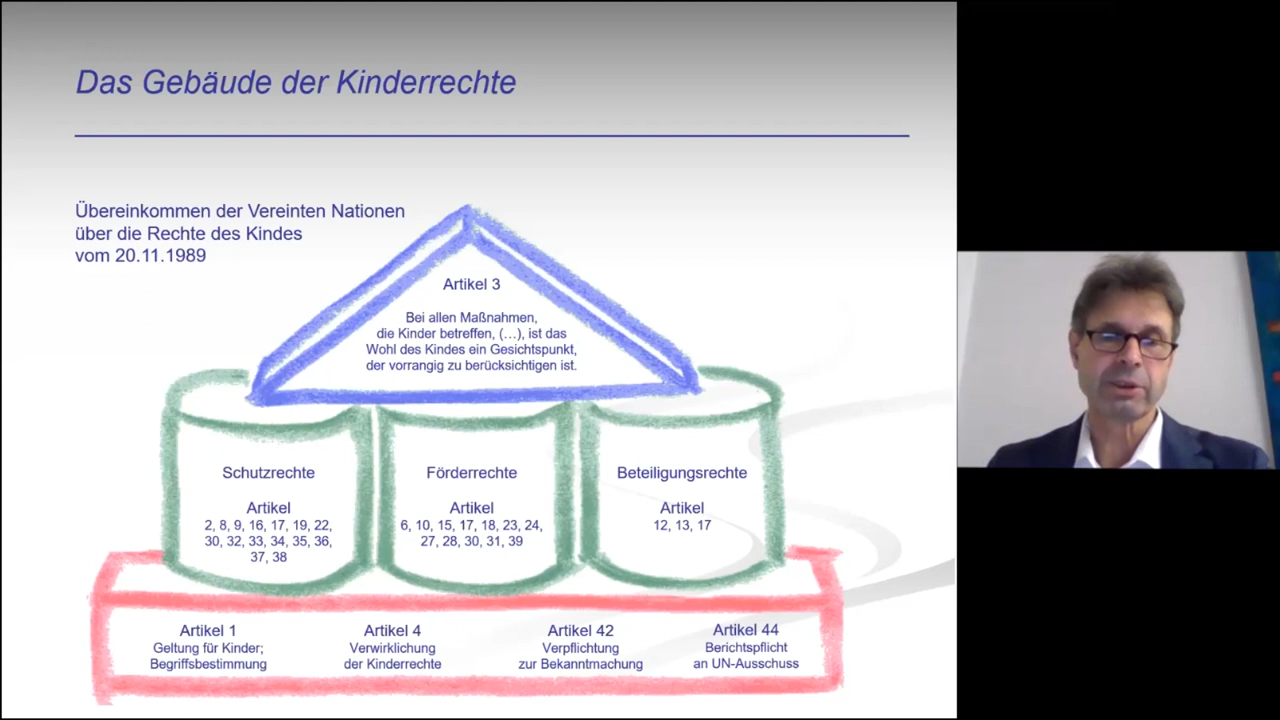 Das Gebäude der Kinderrechte
Übereinkommen der Vereinten Nationen
über die Rechte des Kindes
vom 20.11.1989
Artikel 3
Bei allen Maßnahmen,
die Kinder betreffen, (…), ist das
Wohl des Kindes ein Gesichtspunkt,
der vorrangig zu berücksichtigen ist.
Schutzrechte
Artikel
2, 8, 9, 16, 17, 19, 22,
30, 32, 33, 34, 35, 36,
37, 38
Förderrechte
Artikel
6, 10, 15, 17, 18, 23, 24,
27, 28, 30, 31, 39
Beteiligungsrechte
Artikel
12, 13, 17
Artikel 1
Geltung für Kinder;
Begriffsbestimmung
Artikel 4
Verwirklichung
der Kinderrechte
Artikel 42
Verpflichtung
zur Bekanntmachung
Artikel 44
Berichtspflicht
an UN-Ausschuss